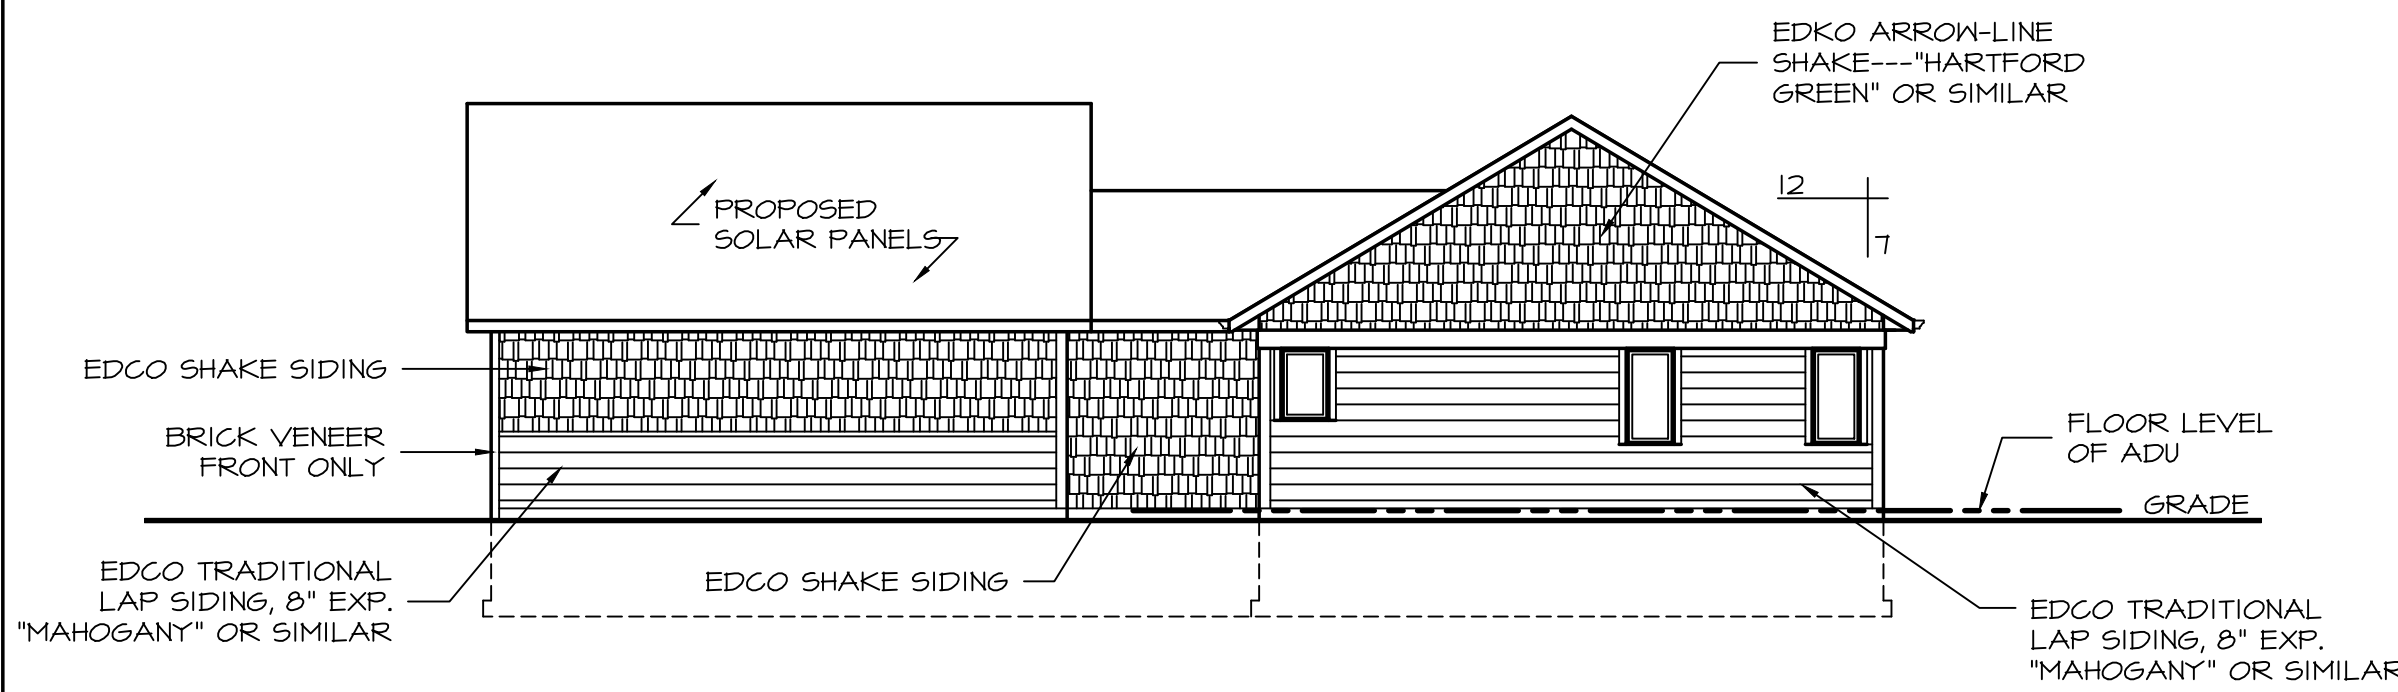 EDKO ARROW-LINE
SHAKE---"HARTFORD
GREEN" OR SIMILAR
12
7
PROPOSED
SOLAR PANELS
EDCO SHAKE SIDING
BRICK VENEER
FRONT ONLY
FLOOR LEVEL
OF ADU
GRADE
EDCO TRADITIONAL
LAP SIDING, 8" EXP.
"MAHOGANY" OR SIMILAR
EDCO SHAKE SIDING
EDCO TRADITIONAL
LAP SIDING, 8" EXP.
"MAHOGANY" OR SIMILAR